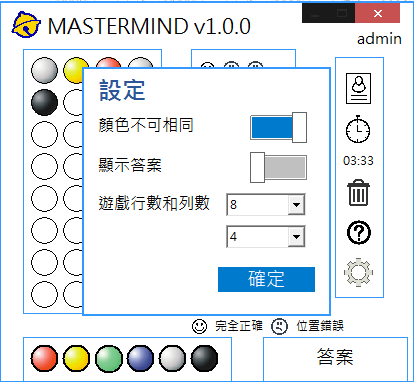 MASTERMIND v1.0.0
admin
設定
顏色不可相同
顯示答案
03:33
遊戲行數和列數
8
4
確定
完全正確
位置錯誤
答案